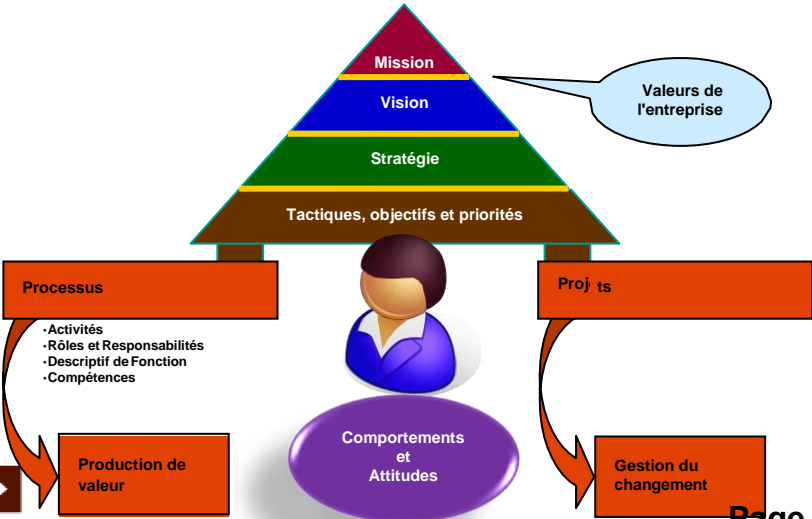 Mission
Vision
Stratégie
Tactiques, objectifs et priorités
Valeurs de
l'entreprise
Processus
•Activités
•Rôles et Responsabilités
•Descriptif de Fonction
•Compétences
Production de
valeur
Comportements
et
Attitudes
Proj ts
Gestion du
changement
Page